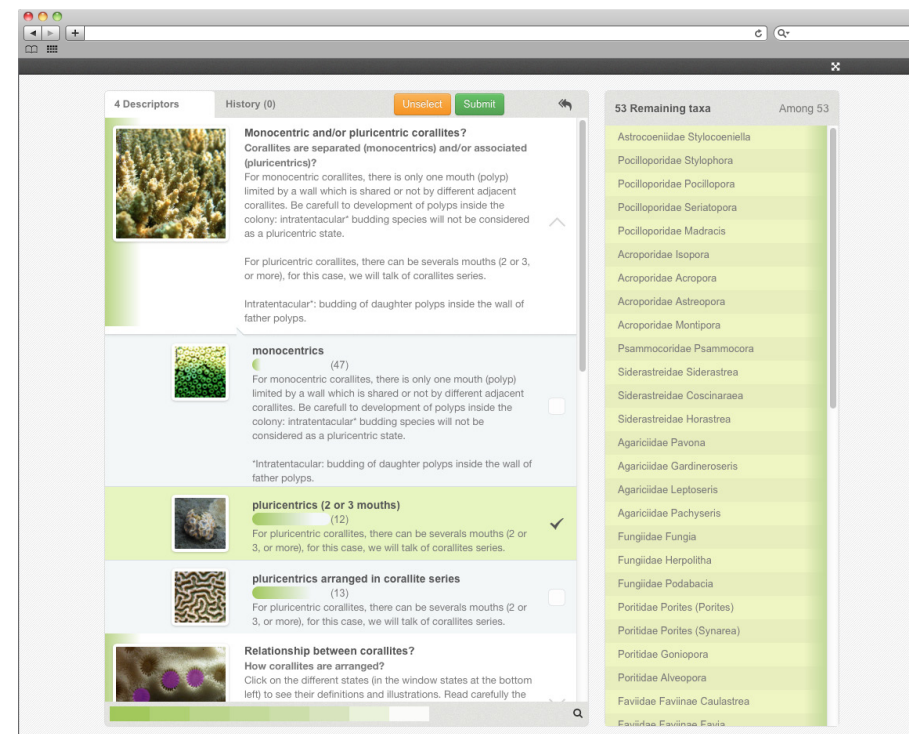 4 Descriptors
History (0)
Unselect
Submit
Monocentric and/or pluricentric corallites?
Corallites are separated (monocentrics) and/or associated
(pluricentrics)?
For monocentric corallites, there is only one mouth (polyp)
limited by a wall which is shared or not by different adjacent
corallites. Be carefull to development of polyps inside the
colony: intratentacular* budding species will not be considered
as a pluricentric state.
For pluricentric corallites, there can be severals mouths (2 or 3,
or more), for this case, we will talk of corallites series.
Intratentacular*: budding of daughter polyps inside the wall of
father polyps.
monocentrics
(47)
For monocentric corallites, there is only one mouth (polyp)
limited by a wall which is shared or not by different adjacent
corallites. Be carefull to development of polyps inside the
colony: intratentacular* budding species will not be
considered as a pluricentric state.
*Intratentacular: budding of daughter polyps inside the wall of
father polyps.
pluricentrics (2 or 3 mouths)
(12)
For pluricentric corallites, there can be severals mouths (2 or
3, or more), for this case, we will talk of corallites series.
pluricentrics arranged in corallite series
(13)
For pluricentric corallites, there can be severals mouths (2 or
3, or more), for this case, we will talk of corallites series.
Relationship between corallites?
How corallites are arranged?
Click on the different states (in the window states at the bottom
left) to see their definitions and illustrations. Read carefully the
53 Remaining taxa
Among 53
Astrocoeniidae Stylocoeniella
Pocilloporidae Stylophora
Pocilloporidae Pocillopora
Pocilloporidae Seriatopora
Pocilloporidae Madracis
Acroporidae Isopora
Acroporidae Acropora
Acroporidae Astreopora
Acroporidae Montipora
Psammocoridae Psammocora
Siderastreidae Siderastrea
Siderastreidae Coscinaraea
Siderastreidae Horastrea
Agariciidae Pavona
Agariciidae Gardineroseris
Agariciidae Leptoseris
Agariciidae Pachyseris
Fungiidae Fungia
Fungiidae Herpolitha
Fungiidae Podabacia
Poritidae Porites (Porites)
Poritidae Porites (Synarea)
Poritidae Goniopora
Poritidae Alveopora
Faviidae Faviinae Caulastrea
Faviidae Faviinae Favia